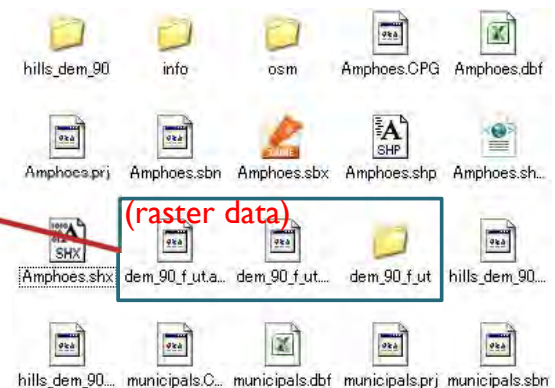 hills_dem_90 info osm Amphoes.CPG Amphoes.dbf
Amphoes.prj Amphoes.sbn Amphoes.sbx Amphoes.shp Amphoes.sh...
(raster data)
Amphoes.shx dem_90_f_ut.a... dem_90_f_ut.... dem_90_f_ut hills_dem_90....
hills_dem_90.... municipals.C... municipals.dbf municipals.prj municipals.sbn